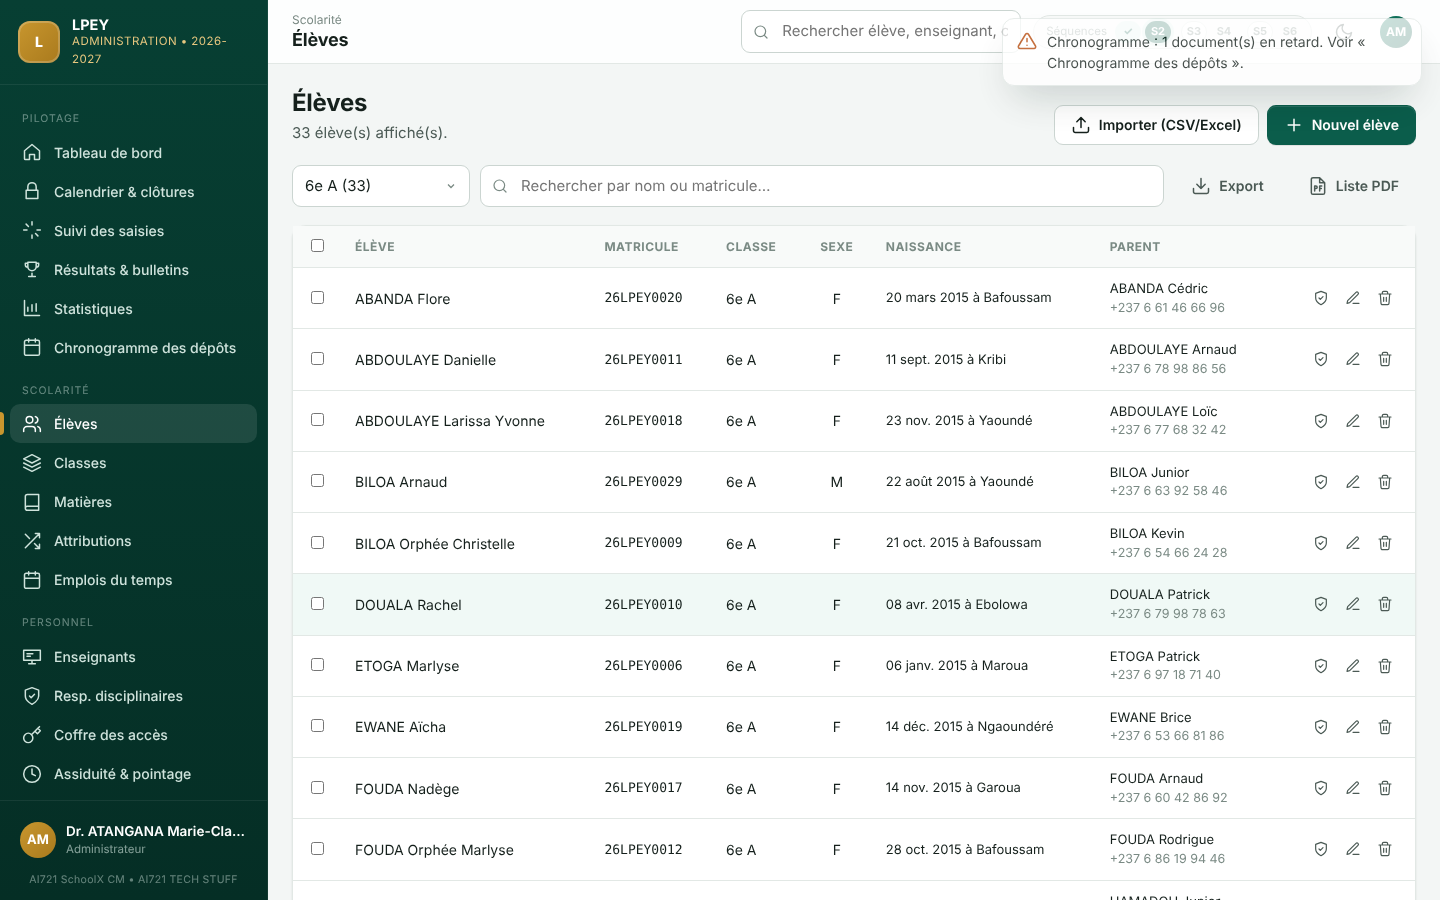 L
LPEY
ADMINISTRATION • 2026-
2027
PILOTAGE
Tableau de bord
Calendrier & clôtures
Suivi des saisies
Résultats & bulletins
Statistiques
Chronogramme des dépôts
SCOLARITÉ
Élèves
Classes
Matières
Attributions
Emplois du temps
PERSONNEL
Enseignants
Resp. disciplinaires
Coffre des accès
Assiduité & pointage
AM
Dr. ATANGANA Marie-Cla...
Administrateur
AI721 SchoolX CM • AI721 TECH STUFF
Scolarité
Élèves
Rechercher élève, enseignant, c
Séquences S2 S3 S4 S5 S6
AM
Chronogramme : 1 document(s) en retard. Voir «
Chronogramme des dépôts ».
Élèves
33 élève(s) affiché(s).
Importer (CSV/Excel)
Nouvel élève
6e A (33)
Rechercher par nom ou matricule...
Export
Liste PDF
ÉLÈVE MATRICULE CLASSE SEXE NAISSANCE PARENT
ABANDA Flore 26LPEY0020 6e A F 20 mars 2015 à Bafoussam ABANDA Cédric
+237 6 61 46 66 96
ABDOULAYE Danielle 26LPEY0011 6e A F 11 sept. 2015 à Kribi ABDOULAYE Arnaud
+237 6 78 98 86 56
ABDOULAYE Larissa Yvonne 26LPEY0018 6e A F 23 nov. 2015 à Yaoundé ABDOULAYE Loïc
+237 6 77 68 32 42
BILOA Arnaud 26LPEY0029 6e A M 22 août 2015 à Yaoundé BILOA Junior
+237 6 63 92 58 46
BILOA Orphée Christelle 26LPEY0009 6e A F 21 oct. 2015 à Bafoussam BILOA Kevin
+237 6 54 66 24 28
DOUALA Rachel 26LPEY0010 6e A F 08 avr. 2015 à Ebolowa DOUALA Patrick
+237 6 79 98 78 63
ETOGA Marlyse 26LPEY0006 6e A F 06 janv. 2015 à Maroua ETOGA Patrick
+237 6 97 18 71 40
EWANE Aïcha 26LPEY0019 6e A F 14 déc. 2015 à Ngaoundéré EWANE Brice
+237 6 53 66 81 86
FOUDA Nadège 26LPEY0017 6e A F 14 nov. 2015 à Garoua FOUDA Arnaud
+237 6 60 42 86 92
FOUDA Orphée Marlyse 26LPEY0012 6e A F 28 oct. 2015 à Bafoussam FOUDA Rodrigue
+237 6 86 19 94 46